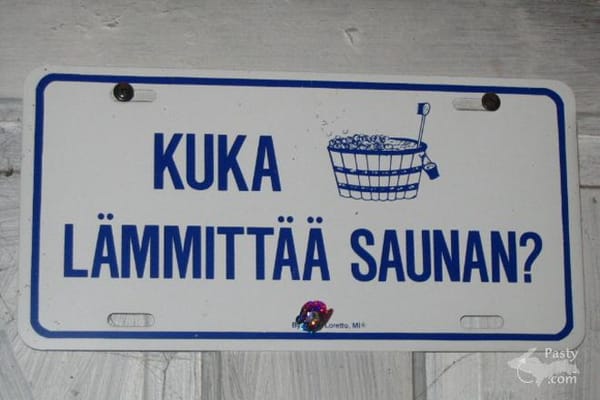 KUKA
LÄMMITTÄÄ SAUNAN?
Loretto, MI®
Pasty
.com